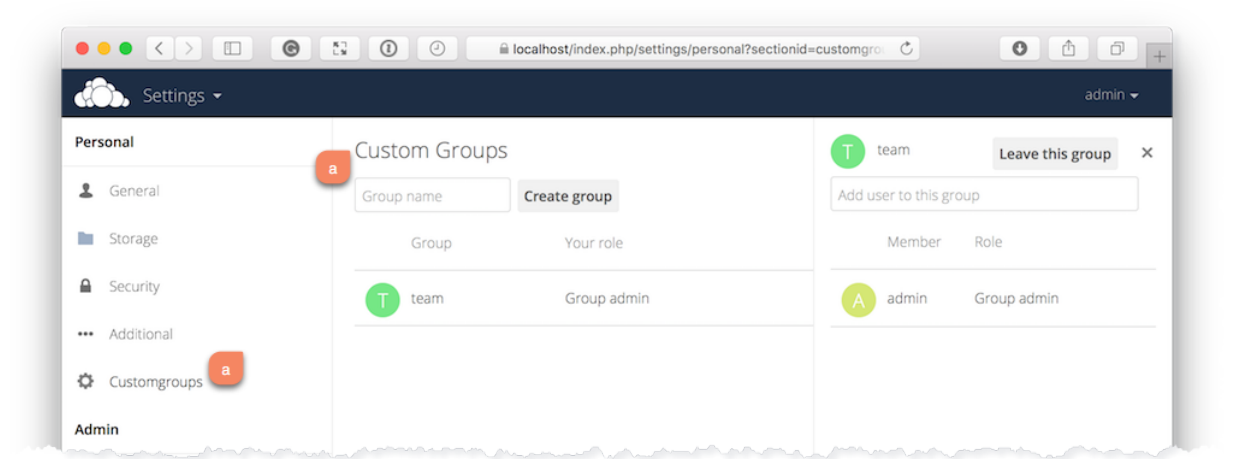 localhost/index.php/settings/personal?sectionid=customgro
Settings
admin
Personal
General
Storage
Security
Additional
a
Customgroups
Admin
a
Custom Groups
Group name
Create group
Group Your role
T team Group admin
T team Leave this group
Add user to this group
Member Role
A admin Group admin